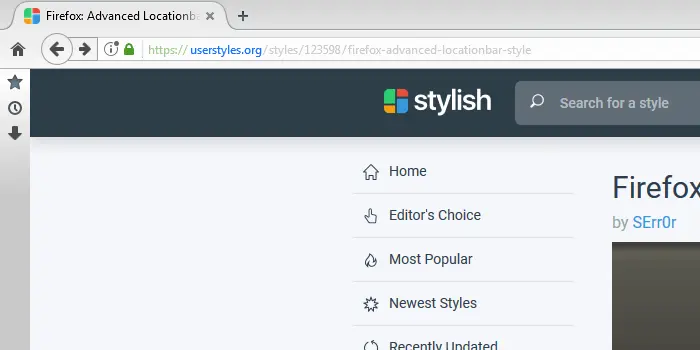 Firefox: Advanced Locationba
https://userstyles.org/styles/123598/firefox-advanced-locationbar-style
stylish
Search for a style
Home
Editor's Choice
Most Popular
Newest Styles
Recently Updated
Firefox
by SErr0r